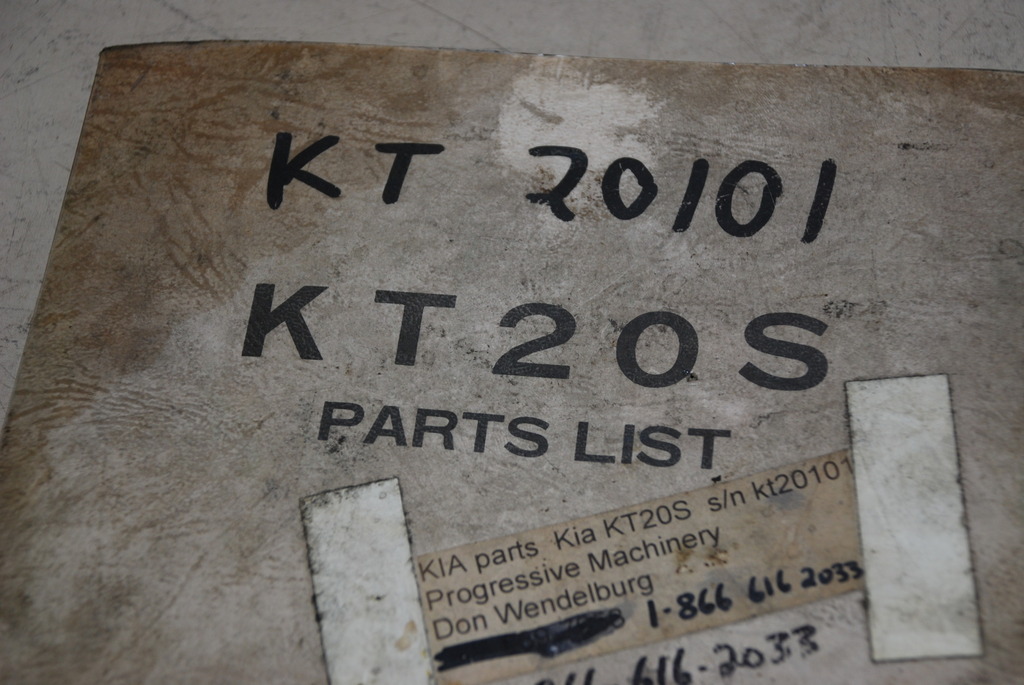 KT 20101
KT20S
PARTS LIST
KIA parts Kia KT20S s/n kt20101
Progressive Machinery
Don Wendelburg
1-866 616 2033
616-2033